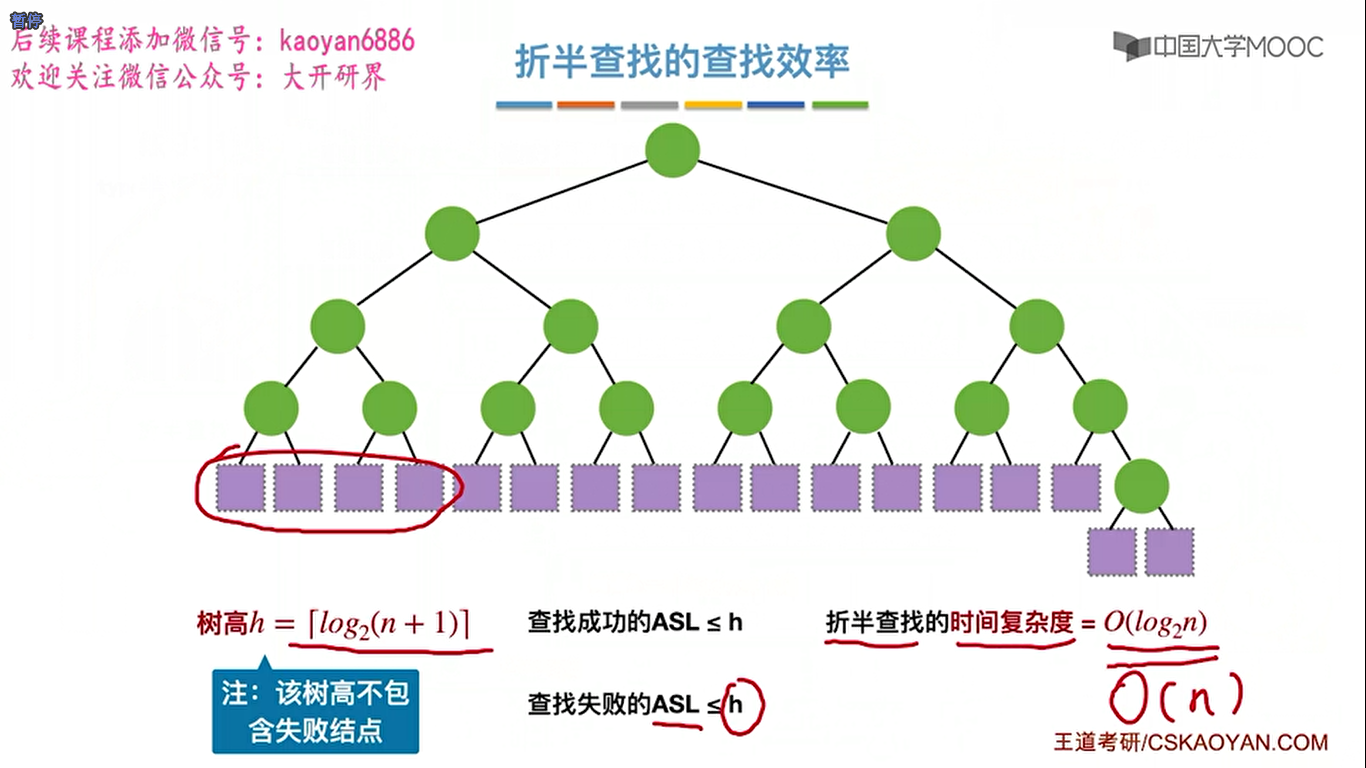 暂停
后续课程添加微信号：kaoyan6886
欢迎关注微信公众号：大开研界
中国大学MOOC
折半查找的查找效率
树高h = ⌈log₂(n + 1)⌉
查找成功的ASL ≤ h
折半查找的时间复杂度 = O(log₂n)
注：该树高不包
含失败结点
查找失败的ASL ≤ h
O(n)
王道考研/CSKAOYAN.COM